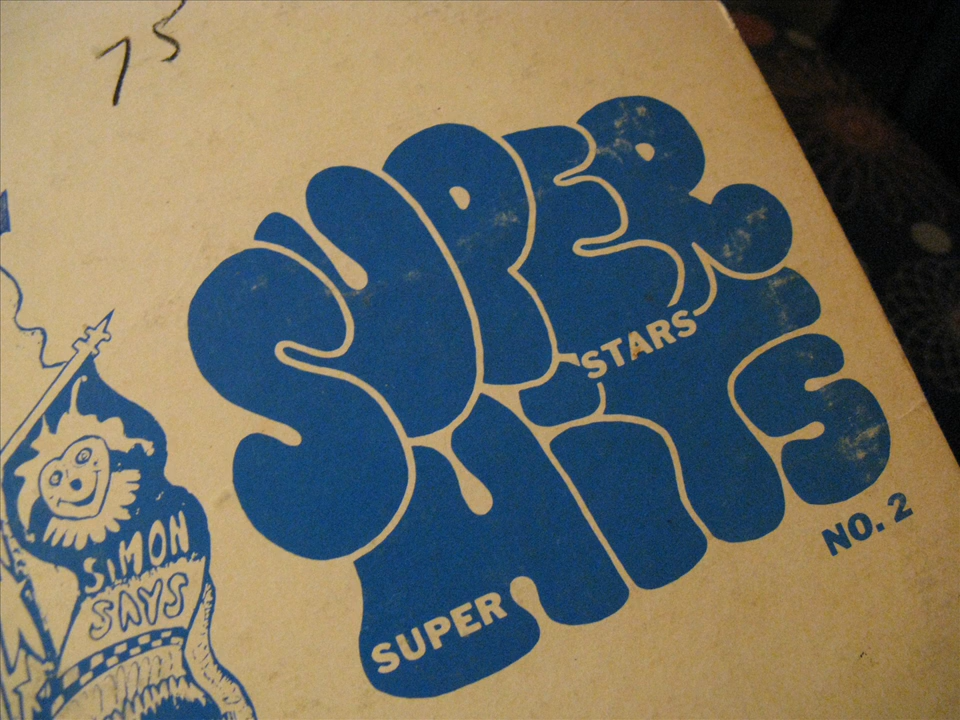 75
SUPER
STARS
SUPER
HITS
NO. 2
SIMON
SAYS